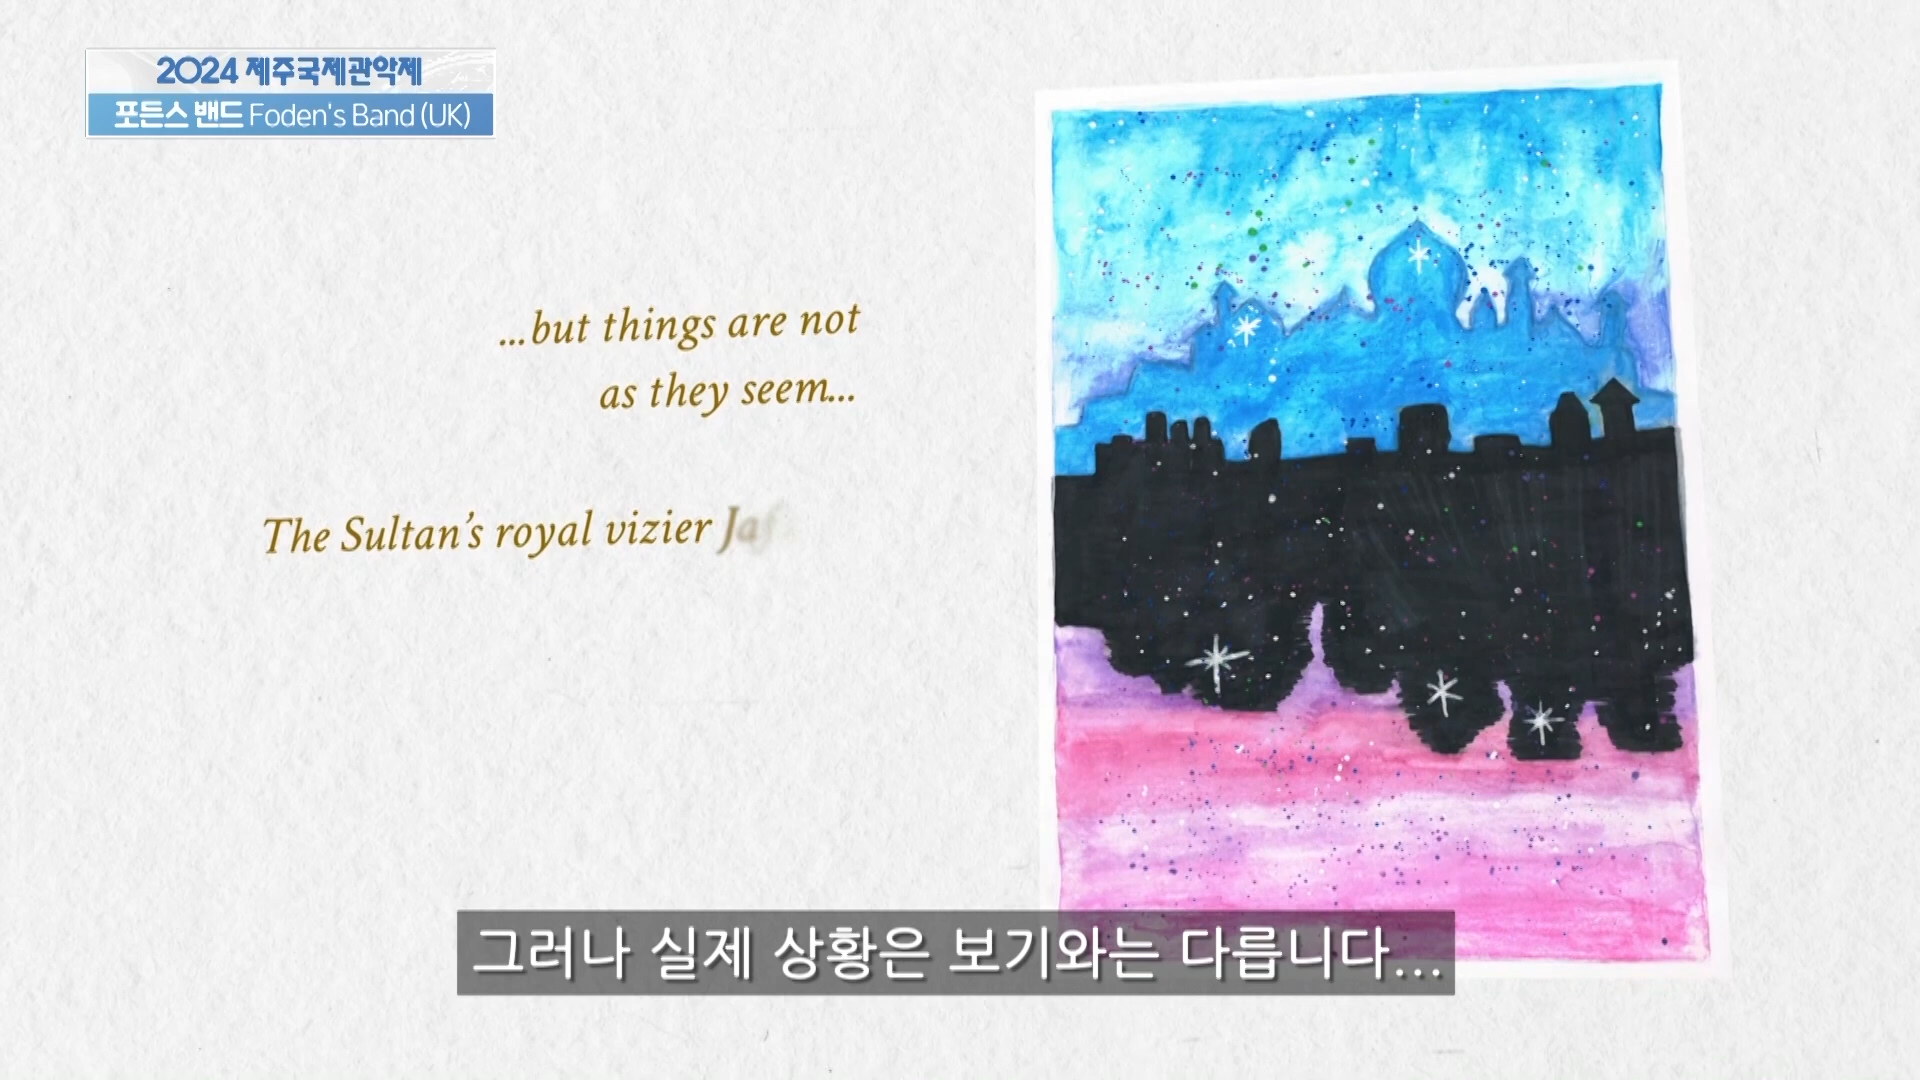 2024 제주국제관악제
포든스 밴드 Foden's Band (UK)
...but things are not
as they seem...
The Sultan's royal vizier
그러나 실제 상황은 보기와는 다릅니다...